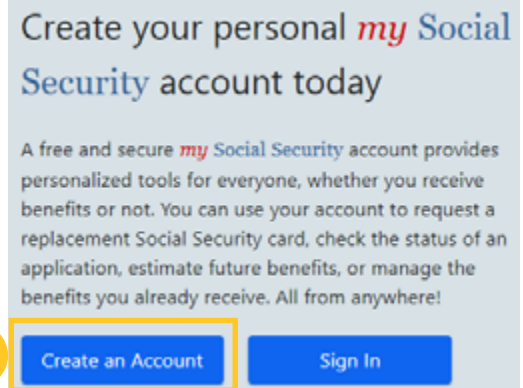 Create your personal my Social
Security account today
A free and secure my Social Security account provides
personalized tools for everyone, whether you receive
benefits or not. You can use your account to request a
replacement Social Security card, check the status of an
application, estimate future benefits, or manage the
benefits you already receive. All from anywhere!
Create an Account
Sign In